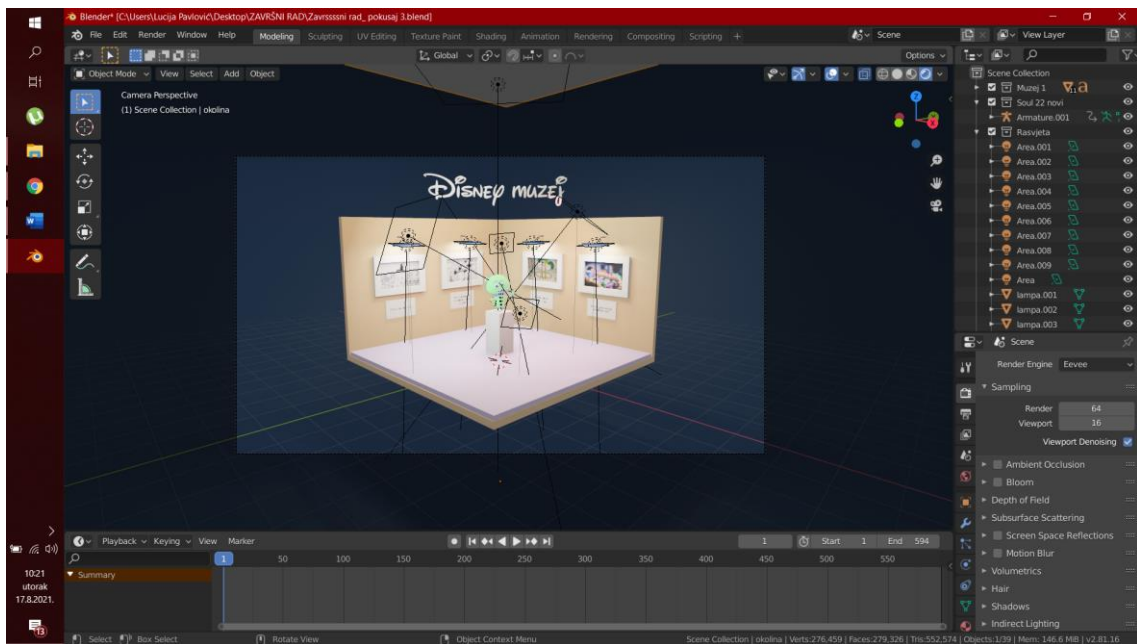 Blender* [C:\Users\Lucija Pavlović\Desktop\ZAVRŠNI RAD\Zavrssssni rad_ pokusaj 3.blend]
File Edit Render Window Help Modeling Sculpting UV Editing Texture Paint Shading Animation Rendering Compositing Scripting + Scene View Layer
Global Options
Object Mode View Select Add Object
Camera Perspective
(1) Scene Collection | okolina
Z
X
Disney muzej
Scene Collection
Muzej 1
Soul 22 novi
Armature.001
Rasvjeta
Area.001
Area.002
Area.003
Area.004
Area.005
Area.006
Area.007
Area.008
Area.009
Area
lampa.001
lampa.002
lampa.003
Scene
Render Engine Eevee
Sampling
Render 64
Viewport 16
Viewport Denoising
Ambient Occlusion
Bloom
Depth of Field
Subsurface Scattering
Screen Space Reflections
Motion Blur
Volumetrics
Hair
Shadows
Indirect Lighting
Playback Keying View Marker 1 Start 1 End 594
1 50 100 150 200 250 300 350 400 450 500 550
Summary
10:21
utorak
17.8.2021.
13
Select Box Select Rotate View Object Context Menu Scene Collection | okolina | Verts:276,459 | Faces:279,326 | Tris:552,574 | Objects:1/39 | Mem: 146.6 MiB | v2.81.16